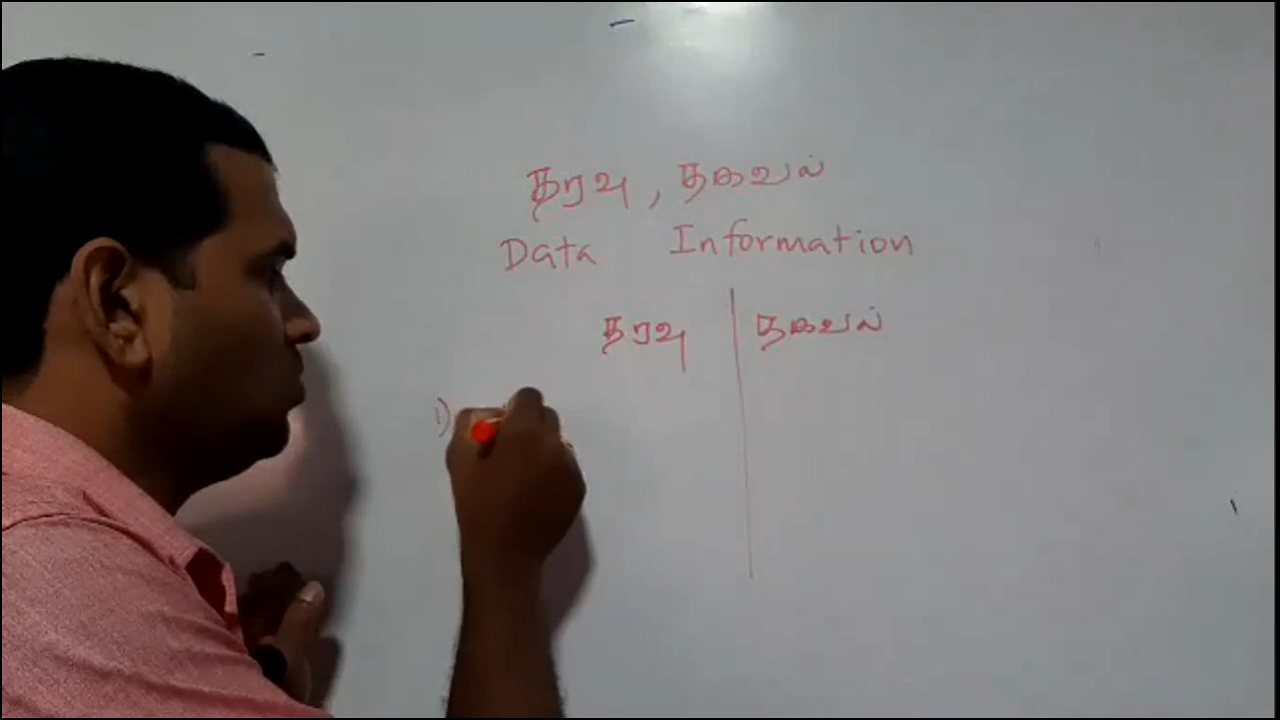 தரவு , தகவல்
Data Information
தரவு தகவல்
1)